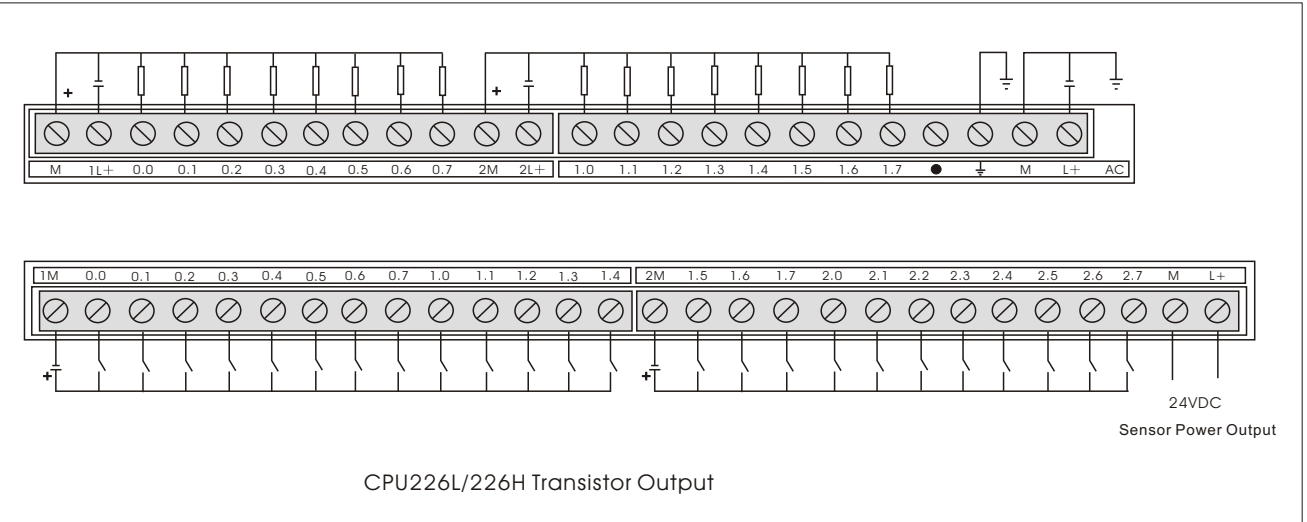 + +
M 1L+ 0.0 0.1 0.2 0.3 0.4 0.5 0.6 0.7 2M 2L+ 1.0 1.1 1.2 1.3 1.4 1.5 1.6 1.7 ● ⏚ M L+ AC
1M 0.0 0.1 0.2 0.3 0.4 0.5 0.6 0.7 1.0 1.1 1.2 1.3 1.4 2M 1.5 1.6 1.7 2.0 2.1 2.2 2.3 2.4 2.5 2.6 2.7 M L+
+ +
24VDC
Sensor Power Output
CPU226L/226H Transistor Output